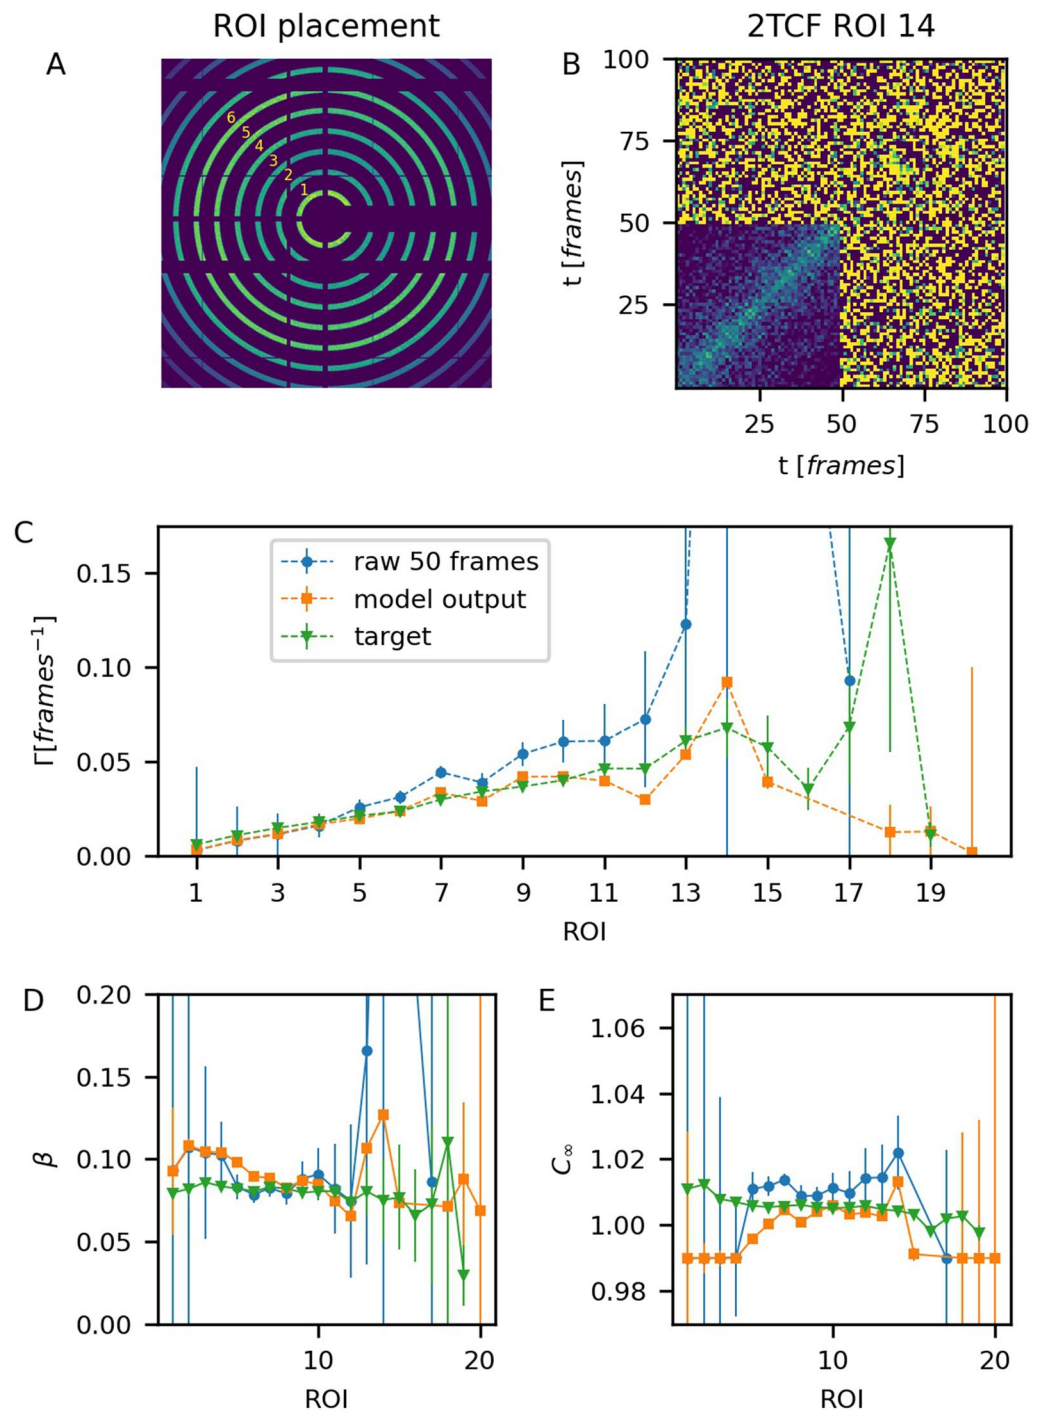 ROI placement
2TCF ROI 14
A
6
5
4
3
2
1
B
100
75
50
25
t [frames]
25 50 75 100
t [frames]
C
raw 50 frames
model output
target
0.15
0.10
0.05
0.00
Γ[frames⁻¹]
1 3 5 7 9 11 13 15 17 19
ROI
D
0.20
0.15
0.10
0.05
0.00
β
10 20
ROI
E
1.06
1.04
1.02
1.00
0.98
C∞
10 20
ROI